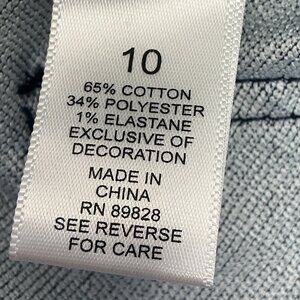 10
65% COTTON
34% POLYESTER
1% ELASTANE
EXCLUSIVE OF
DECORATION
MADE IN
CHINA
RN 89828
SEE REVERSE
FOR CARE